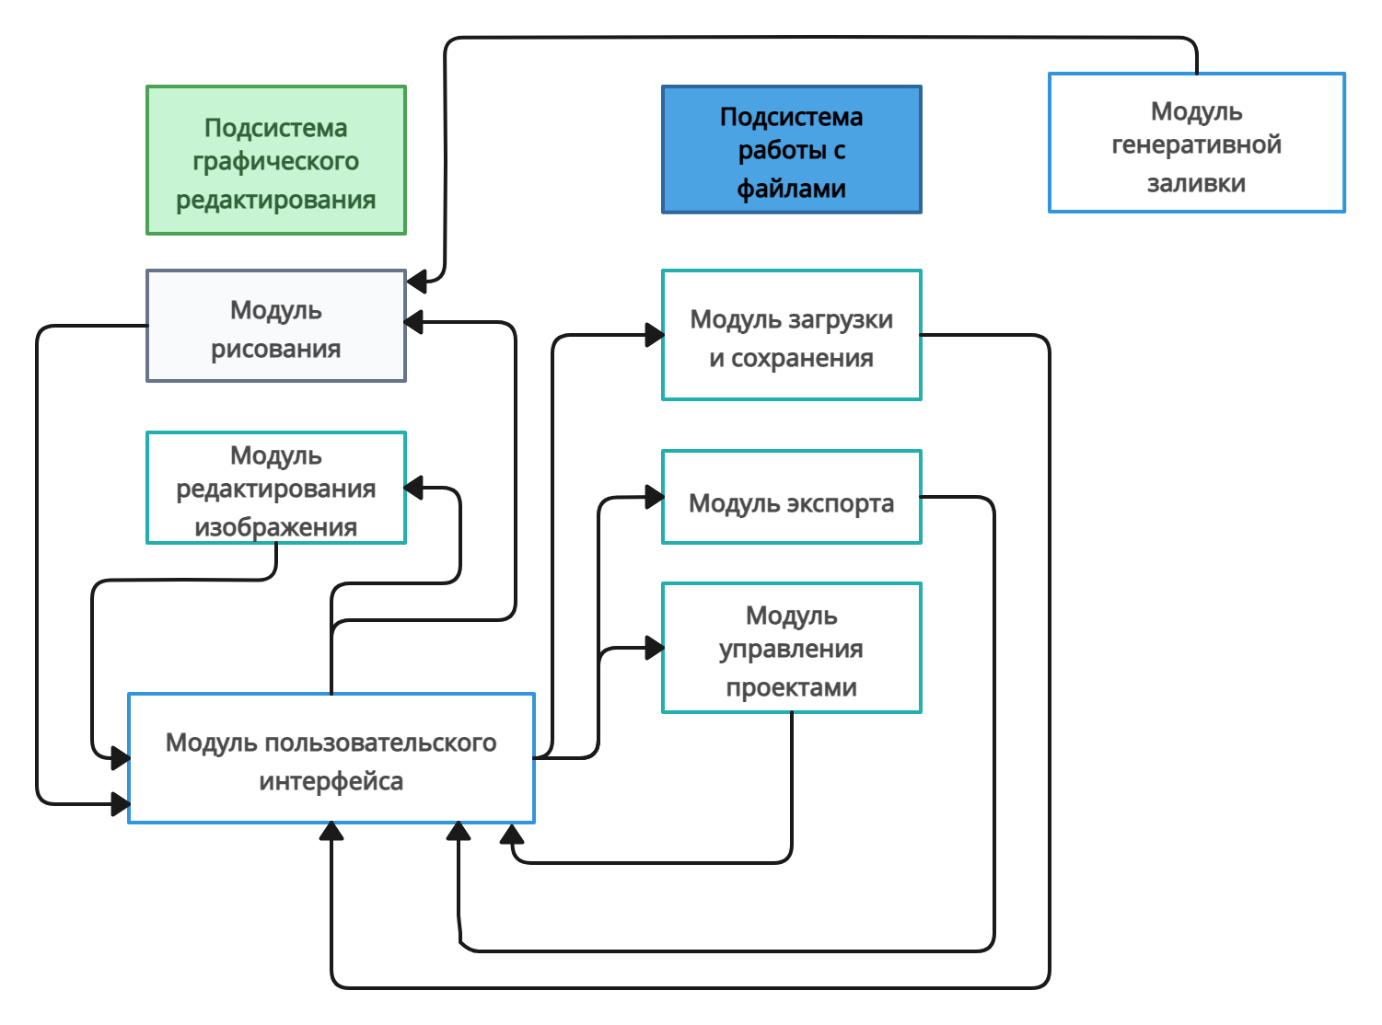 Подсистема
графического
редактирования
Подсистема
работы с
файлами
Модуль
генеративной
заливки
Модуль
рисования
Модуль загрузки
и сохранения
Модуль
редактирования
изображения
Модуль экспорта
Модуль
управления
проектами
Модуль пользовательского
интерфейса